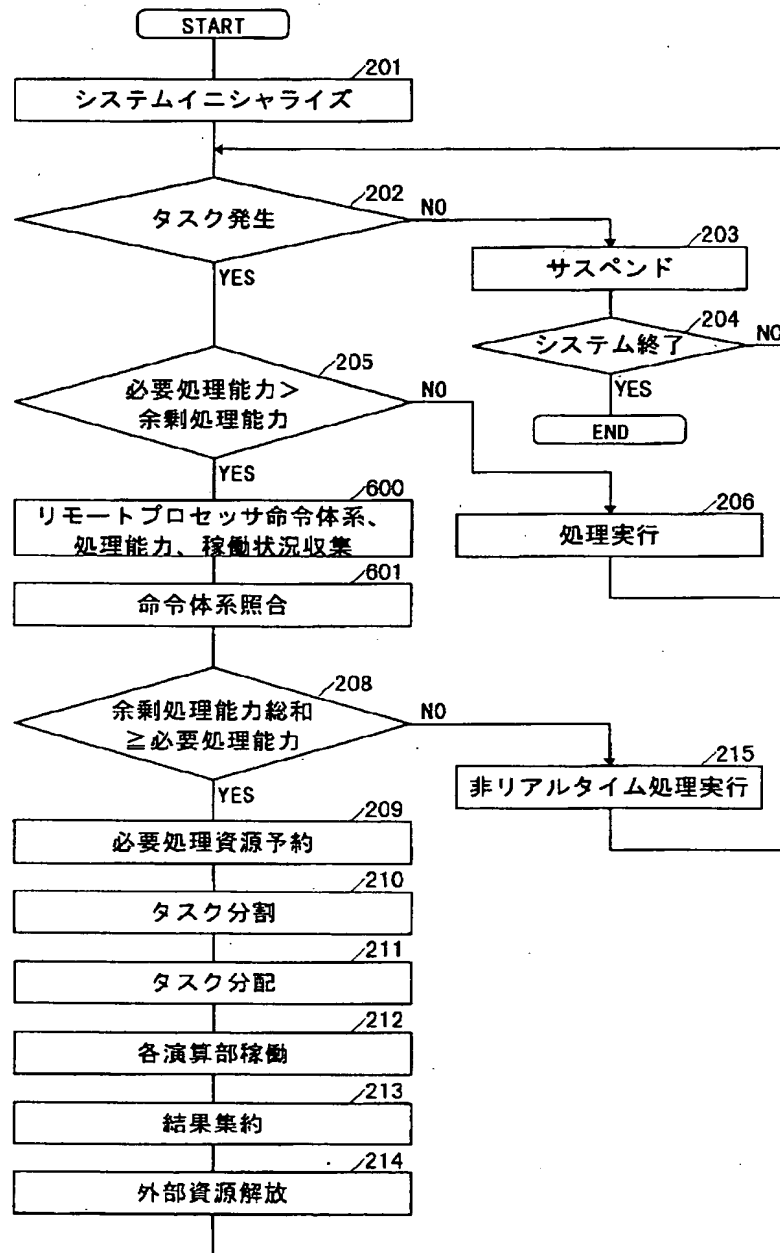 START
201
システムイニシャライズ
202
タスク発生
NO
YES
203
サスペンド
204
システム終了
NO
YES
END
205
必要処理能力>
余剰処理能力
NO
YES
206
処理実行
600
リモートプロセッサ命令体系、
処理能力、稼働状況収集
601
命令体系照合
208
余剰処理能力総和
≧必要処理能力
NO
YES
215
非リアルタイム処理実行
209
必要処理資源予約
210
タスク分割
211
タスク分配
212
各演算部稼働
213
結果集約
214
外部資源解放